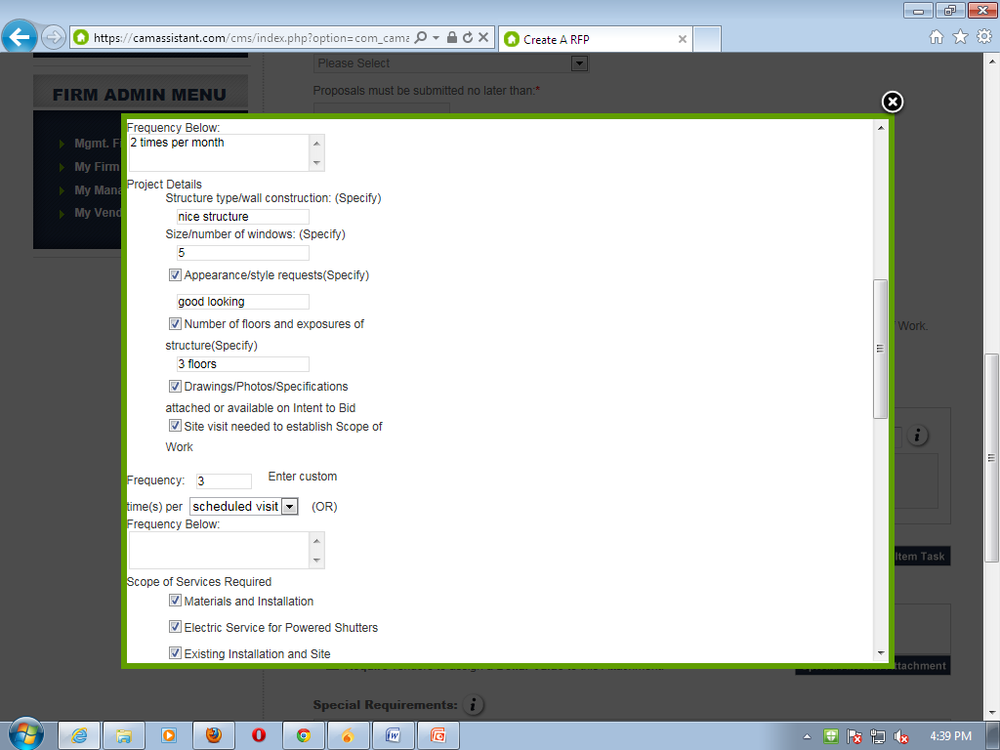 https://camassistant.com/cms/index.php?option=com_cama
Create A RFP
Please Select
Proposals must be submitted no later than:*
FIRM ADMIN MENU
Mgmt. F
My Firm
My Mana
My Vend
Frequency Below:
2 times per month
Project Details
Structure type/wall construction: (Specify)
nice structure
Size/number of windows: (Specify)
5
Appearance/style requests(Specify)
good looking
Number of floors and exposures of
structure(Specify)
3 floors
Drawings/Photos/Specifications
attached or available on Intent to Bid
Site visit needed to establish Scope of
Work
Frequency: 3 Enter custom
time(s) per scheduled visit (OR)
Frequency Below:
Scope of Services Required
Materials and Installation
Electric Service for Powered Shutters
Existing Installation and Site
Work.
i
Item Task
ttachment
Special Requirements: i
4:39 PM